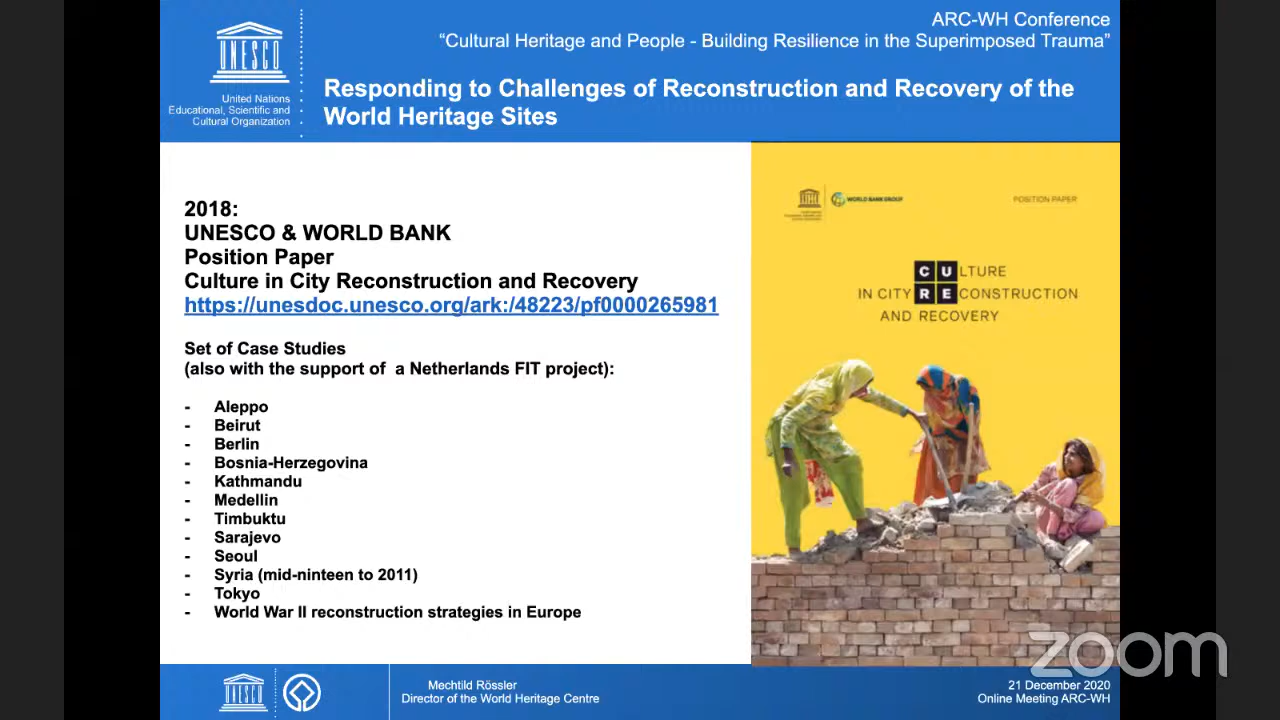 UNESCO
United Nations
Educational, Scientific and
Cultural Organization
ARC-WH Conference
“Cultural Heritage and People - Building Resilience in the Superimposed Trauma”
Responding to Challenges of Reconstruction and Recovery of the
World Heritage Sites
2018:
UNESCO & WORLD BANK
Position Paper
Culture in City Reconstruction and Recovery
https://unesdoc.unesco.org/ark:/48223/pf0000265981
Set of Case Studies
(also with the support of a Netherlands FIT project):
- Aleppo
- Beirut
- Berlin
- Bosnia-Herzegovina
- Kathmandu
- Medellin
- Timbuktu
- Sarajevo
- Seoul
- Syria (mid-ninteen to 2011)
- Tokyo
- World War II reconstruction strategies in Europe
WORLD BANK GROUP
POSITION PAPER
CULTURE
IN CITY RECONSTRUCTION
AND RECOVERY
zoom
UNESCO
Mechtild Rössler
Director of the World Heritage Centre
21 December 2020
Online Meeting ARC-WH